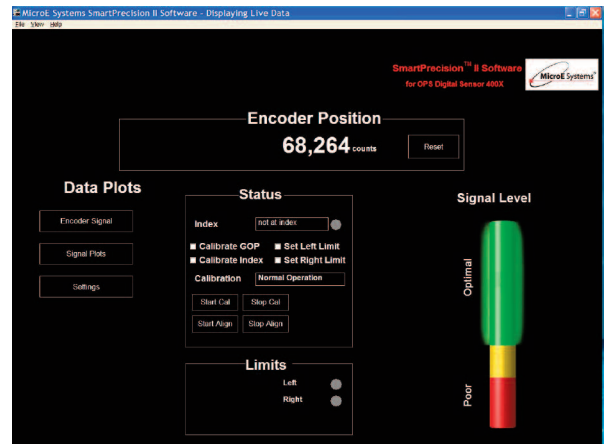 MicroE Systems SmartPrecision II Software - Displaying Live Data
File View Help
SmartPrecision™ II Software
for OPS Digital Sensor 400X
MicroE Systems
Encoder Position
68,264 counts
Reset
Data Plots
Encoder Signal
Signal Plots
Settings
Status
Index not at index
Calibrate GOP Set Left Limit
Calibrate Index Set Right Limit
Calibration Normal Operation
Start Cal Stop Cal
Start Align Stop Align
Limits
Left
Right
Signal Level
Optimal
Poor